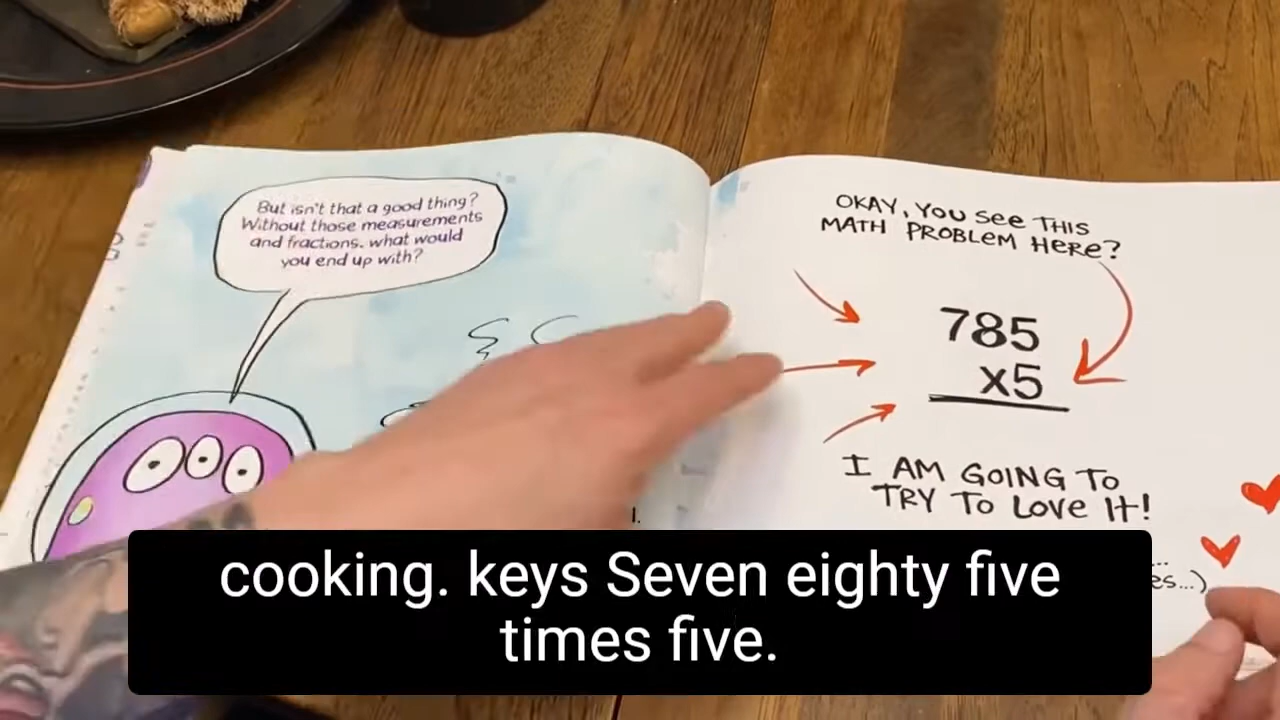 But isn't that a good thing?
Without those measurements
and fractions. what would
you end up with?
OKAY, YOU see THIS
MATH PROBLEM Here?
785
x5
I AM GOING TO
TRY TO LOVE IT!
es...)
cooking. keys Seven eighty five
times five.